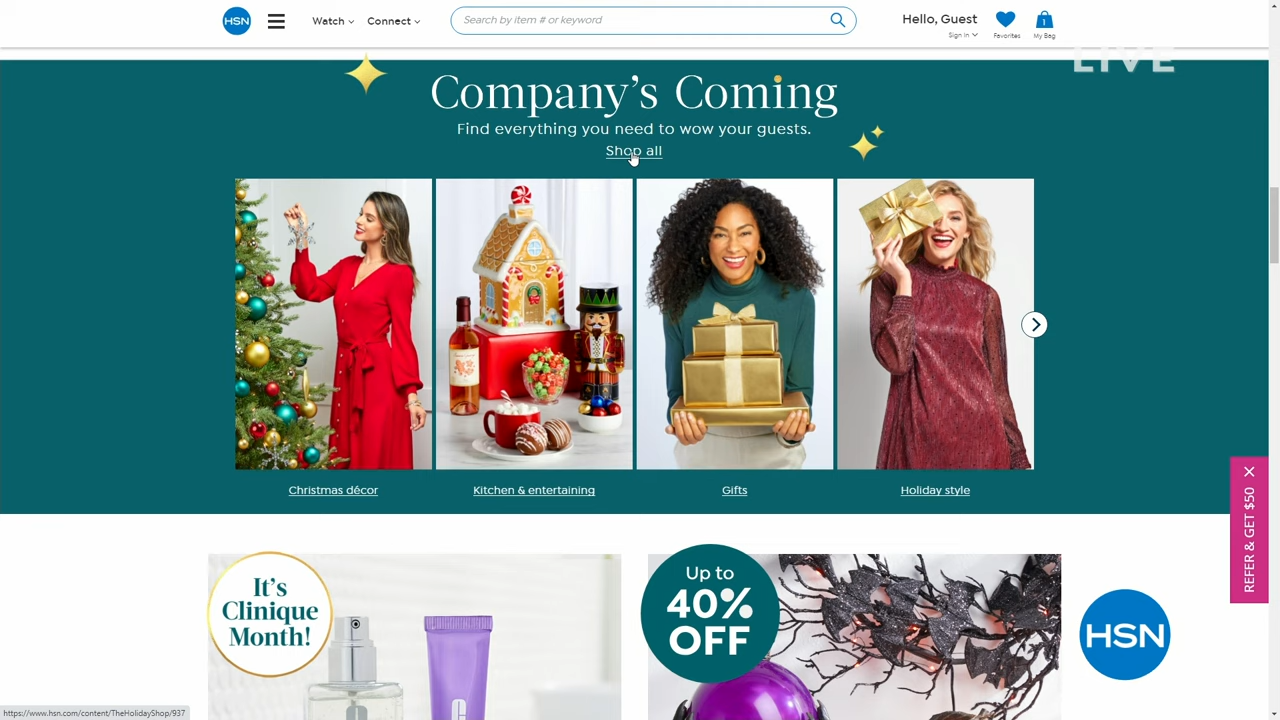 HSN
Watch
Connect
Search by item # or keyword
Hello, Guest
Sign In
Favorites
1
My Bag
LIVE
Company's Coming
Find everything you need to wow your guests.
Shop all
Christmas décor
Kitchen & entertaining
Gifts
Holiday style
REFER & GET $50
It's
Clinique
Month!
Up to
40%
OFF
HSN
https://www.hsn.com/content/TheHolidayShop/937